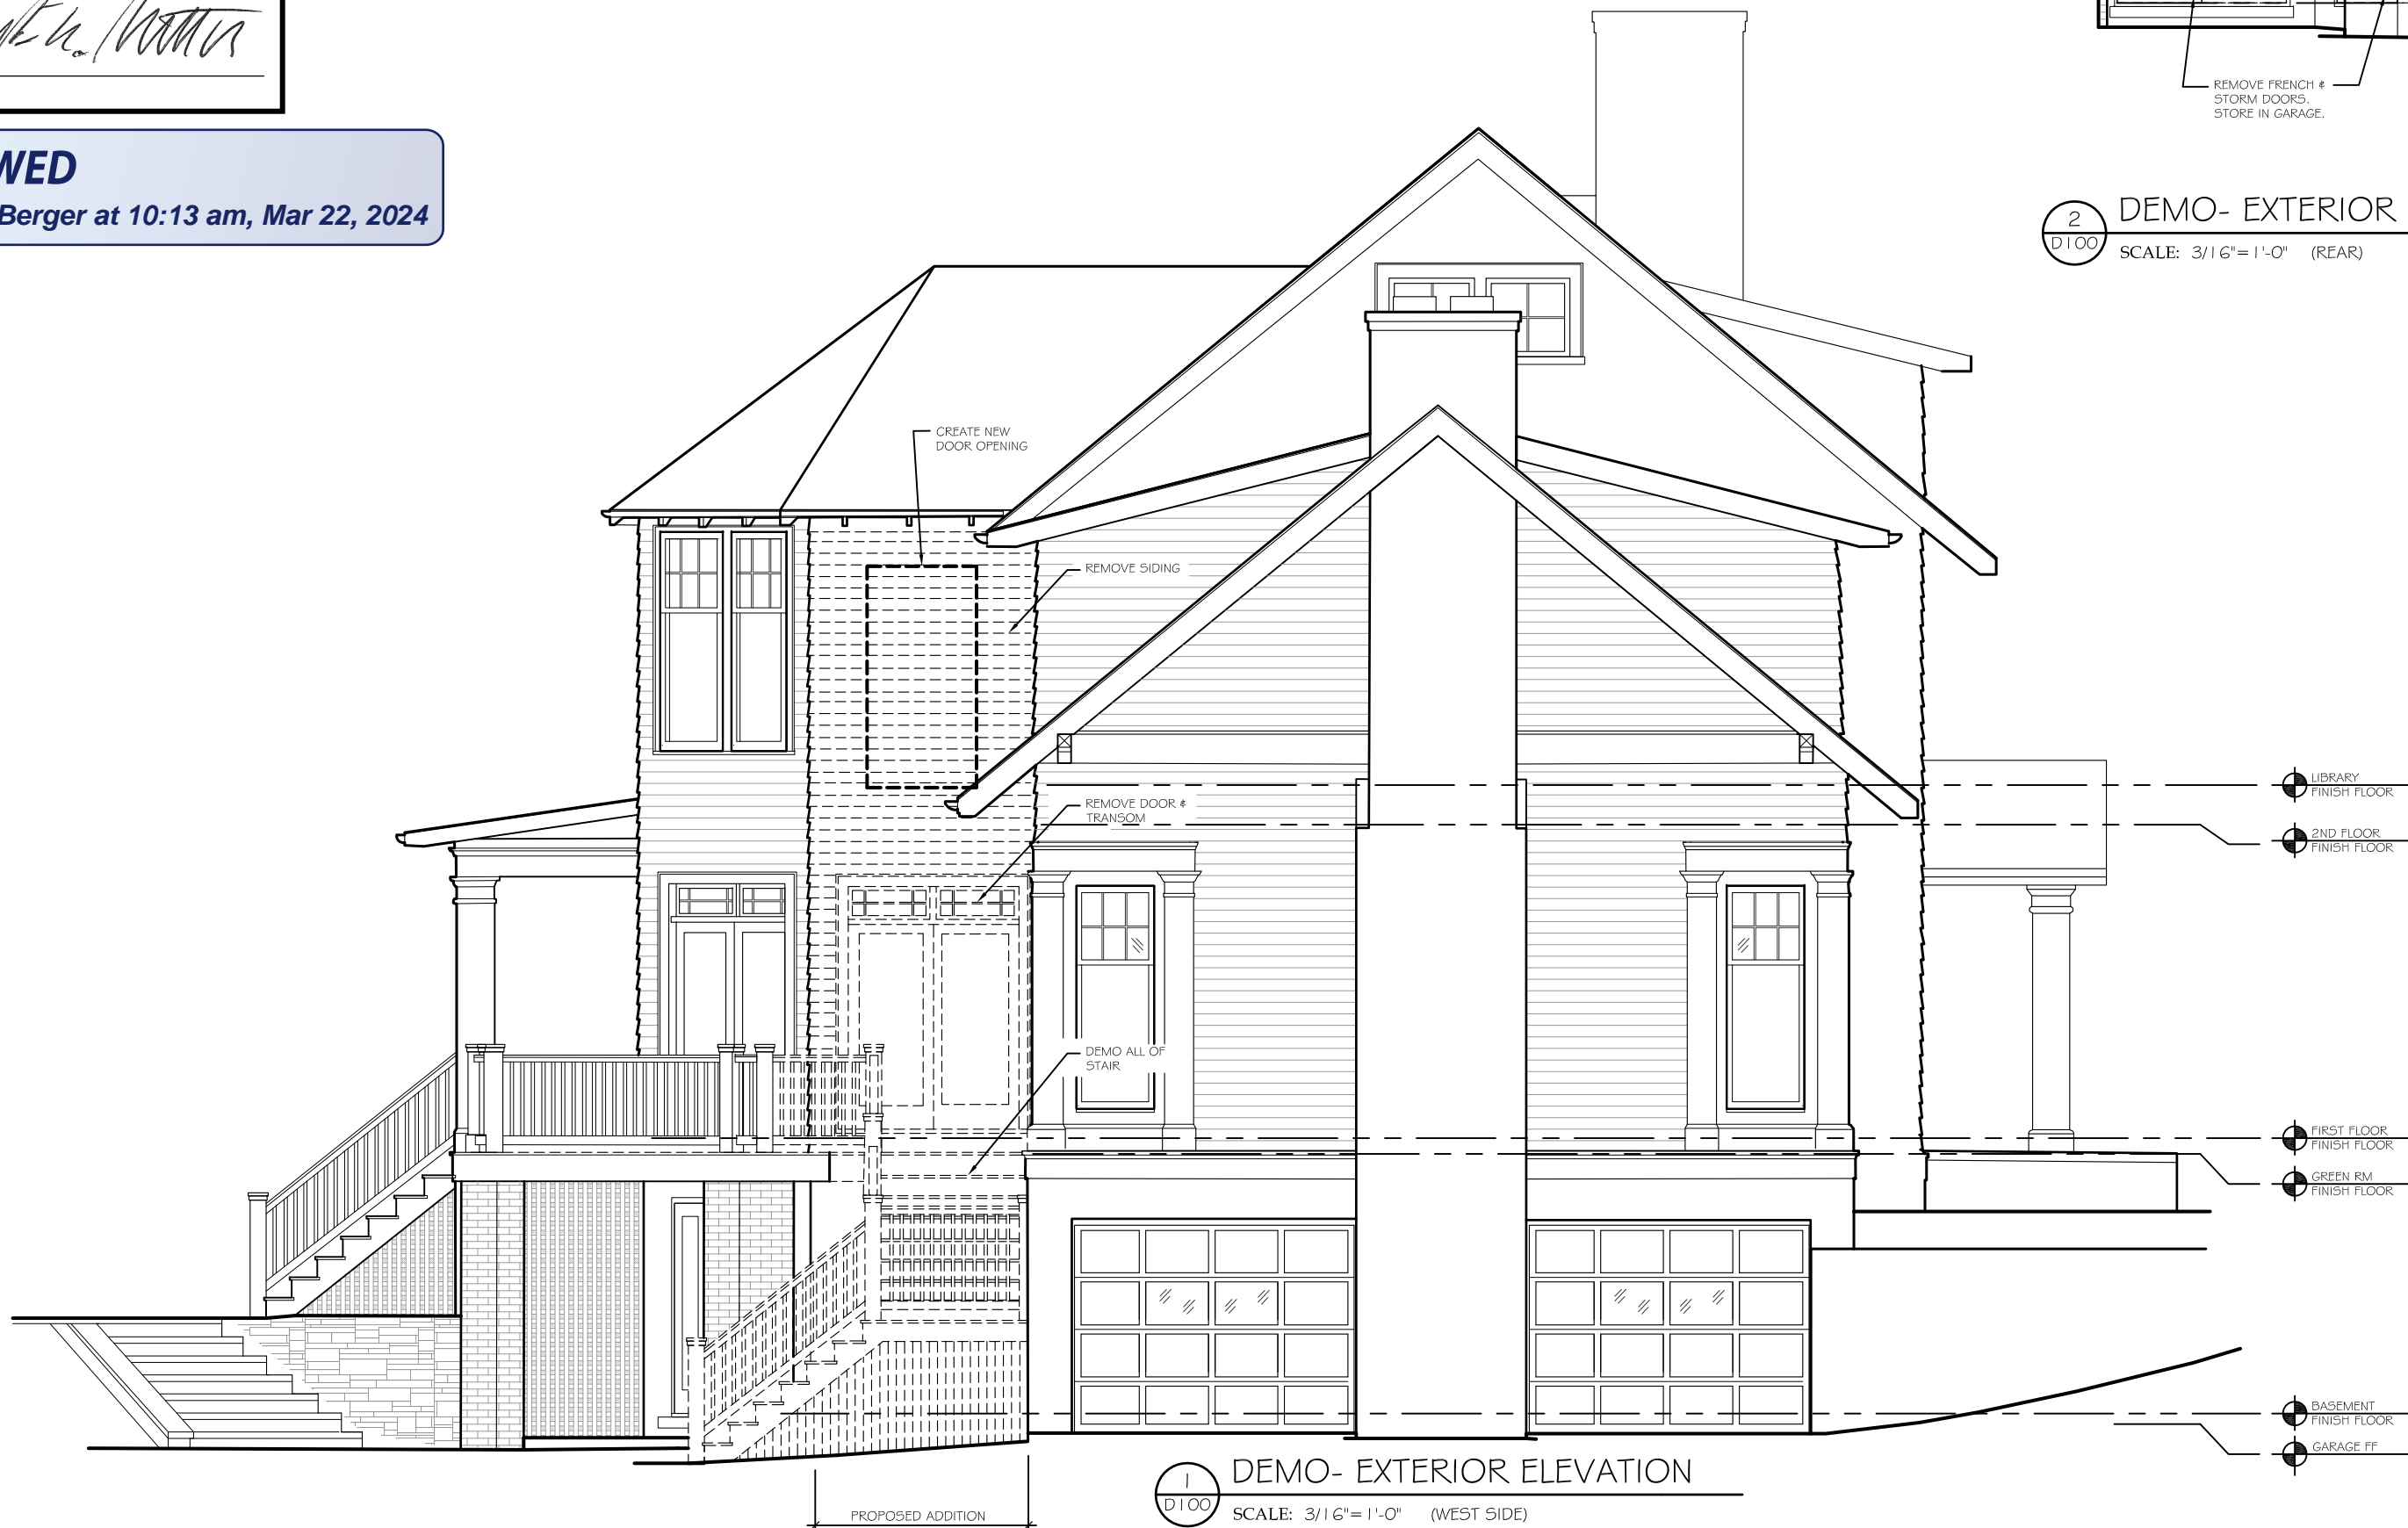 WED
Berger at 10:13 am, Mar 22, 2024
REMOVE FRENCH &
STORM DOORS.
STORE IN GARAGE.
2
D100
DEMO- EXTERIOR
SCALE: 3/16"=1'-0" (REAR)
CREATE NEW
DOOR OPENING
REMOVE SIDING
REMOVE DOOR &
TRANSOM
DEMO ALL OF
STAIR
LIBRARY
FINISH FLOOR
2ND FLOOR
FINISH FLOOR
FIRST FLOOR
FINISH FLOOR
GREEN RM
FINISH FLOOR
BASEMENT
FINISH FLOOR
GARAGE FF
1
D100
DEMO- EXTERIOR ELEVATION
SCALE: 3/16"=1'-0" (WEST SIDE)
PROPOSED ADDITION